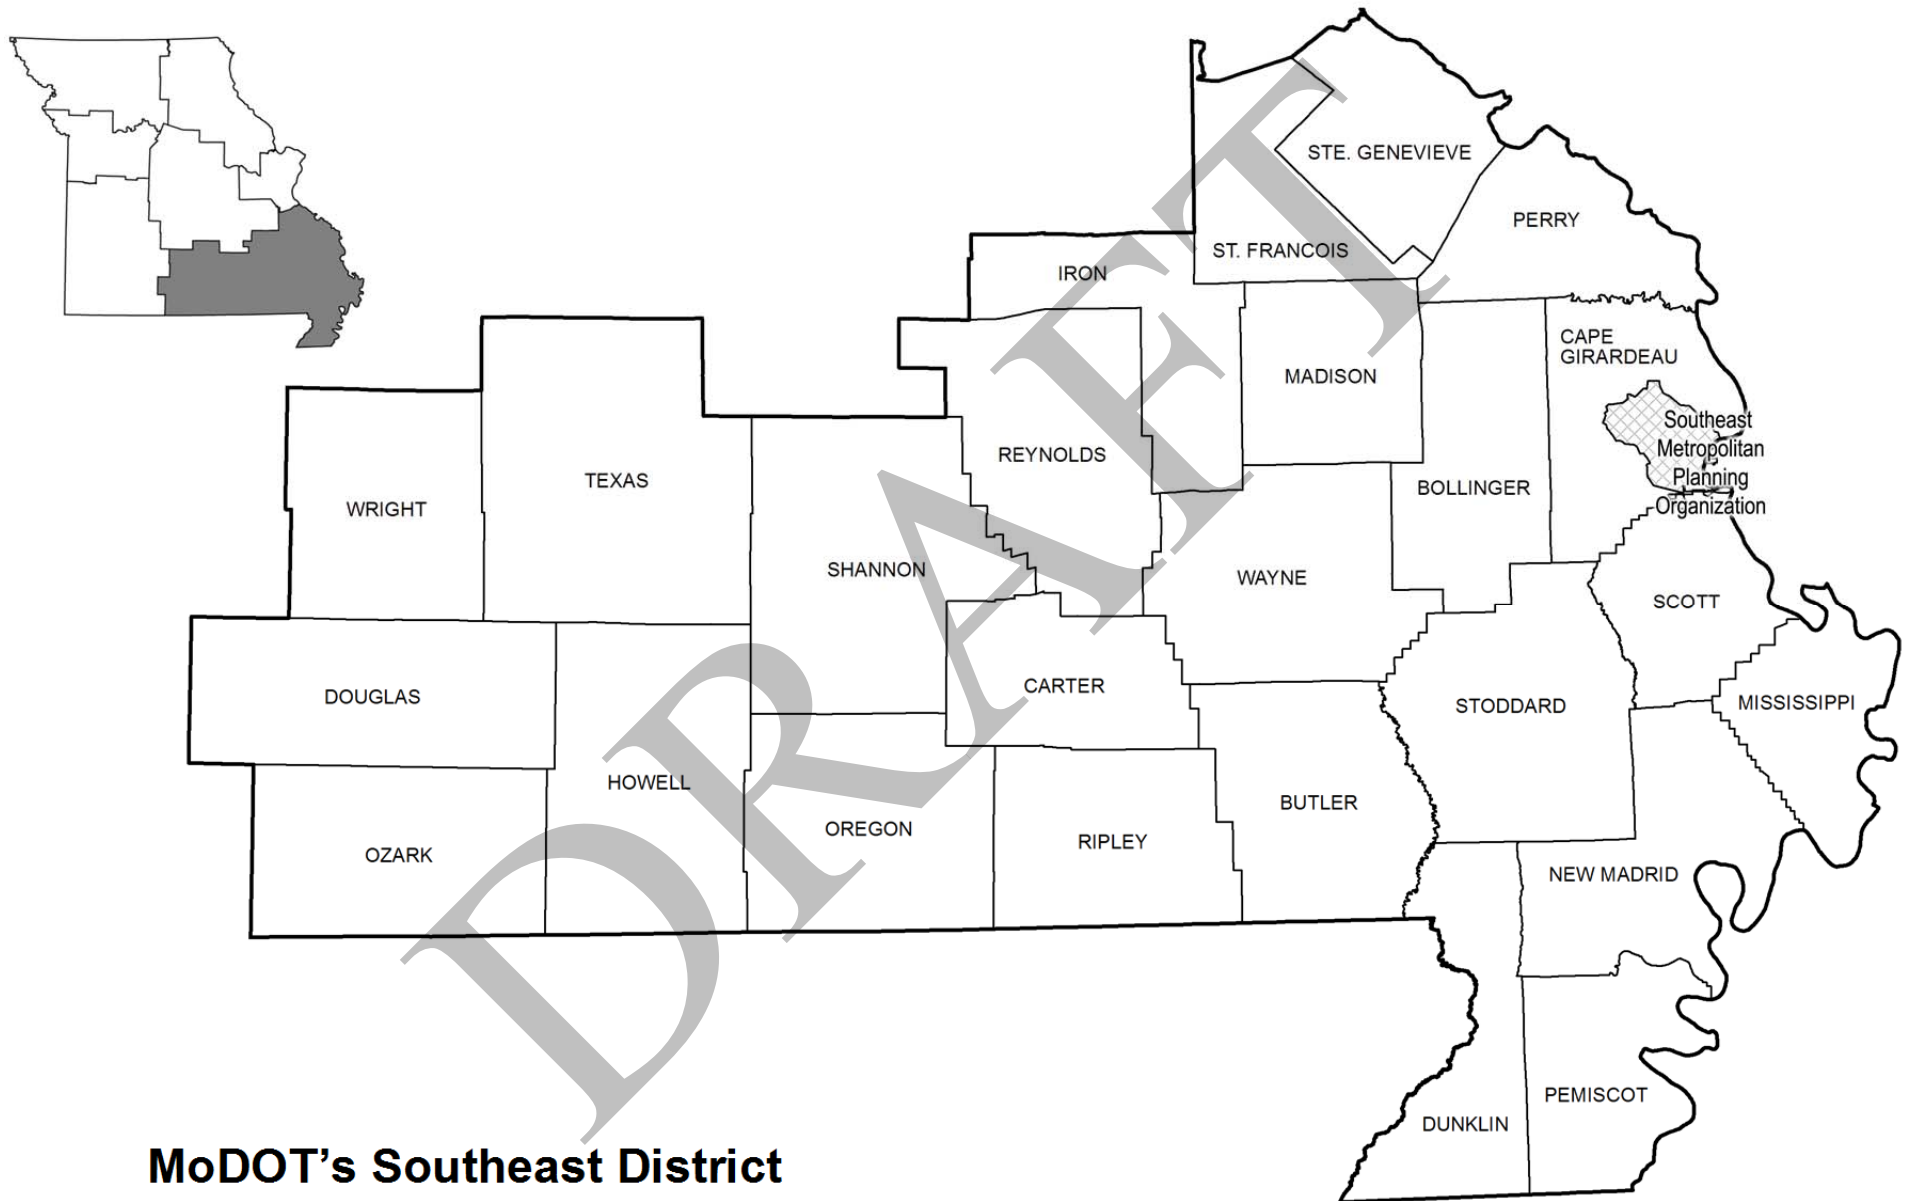 STE. GENEVIEVE
PERRY
ST. FRANCOIS
IRON
CAPE
GIRARDEAU
MADISON
Southeast
Metropolitan
Planning
Organization
REYNOLDS
TEXAS
BOLLINGER
WRIGHT
SHANNON
WAYNE
SCOTT
CARTER
DOUGLAS
MISSISSIPPI
STODDARD
HOWELL
BUTLER
OREGON
RIPLEY
OZARK
NEW MADRID
PEMISCOT
DUNKLIN
DRAFT
MoDOT’s Southeast District